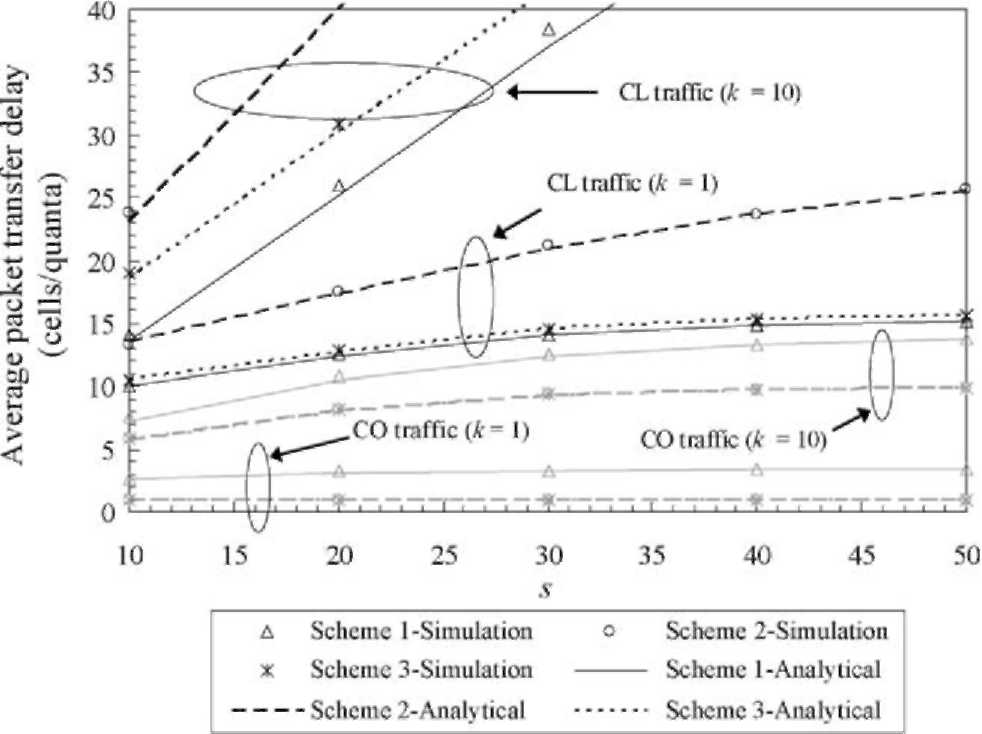 Average packet transfer delay
(cells/quanta)
40
35
30
25
20
15
10
5
0
CL traffic (k = 10)
CL traffic (k = 1)
CO traffic (k = 1)
CO traffic (k = 10)
10 15 20 25 30 35 40 45 50
s
Scheme 1-Simulation Scheme 2-Simulation
Scheme 3-Simulation Scheme 1-Analytical
Scheme 2-Analytical Scheme 3-Analytical